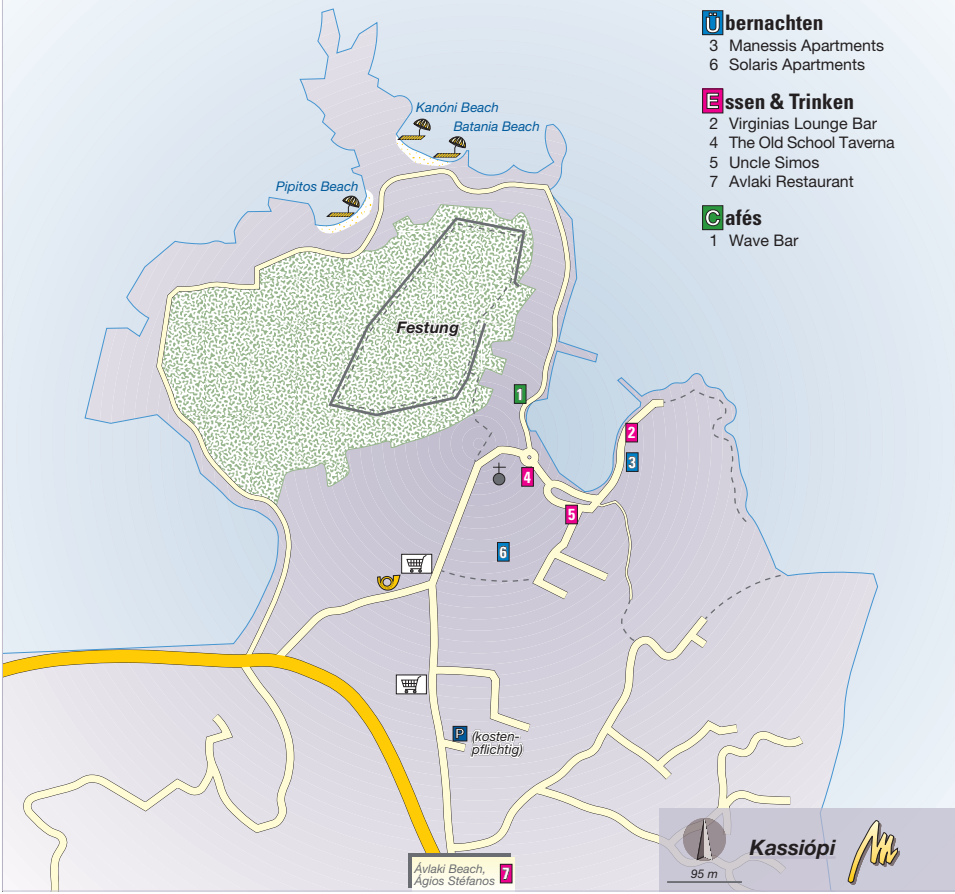 Übernachten
3 Manessis Apartments
6 Solaris Apartments
Essen & Trinken
2 Virginias Lounge Bar
4 The Old School Taverna
5 Uncle Simos
7 Avlaki Restaurant
Cafés
1 Wave Bar
Kanóni Beach
Batania Beach
Pipitos Beach
Festung
1
2
3
4
5
6
P (kosten-
pflichtig)
Ávlaki Beach,
Ágios Stéfanos 7
Kassiópi
95 m